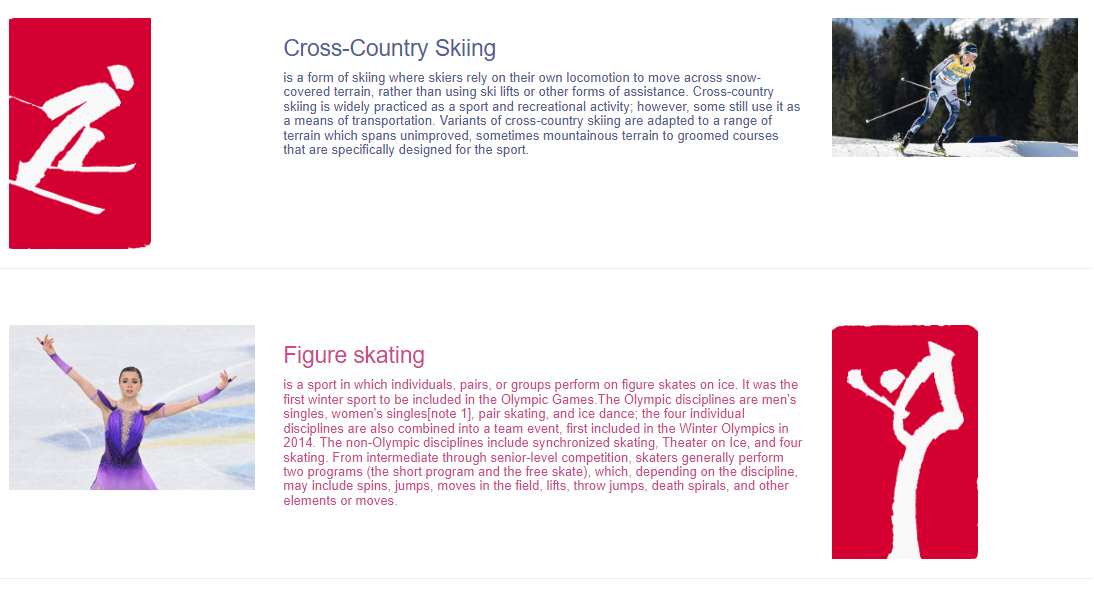 Cross-Country Skiing
is a form of skiing where skiers rely on their own locomotion to move across snow-
covered terrain, rather than using ski lifts or other forms of assistance. Cross-country
skiing is widely practiced as a sport and recreational activity; however, some still use it as
a means of transportation. Variants of cross-country skiing are adapted to a range of
terrain which spans unimproved, sometimes mountainous terrain to groomed courses
that are specifically designed for the sport.
Figure skating
is a sport in which individuals, pairs, or groups perform on figure skates on ice. It was the
first winter sport to be included in the Olympic Games.The Olympic disciplines are men's
singles, women's singles[note 1], pair skating, and ice dance; the four individual
disciplines are also combined into a team event, first included in the Winter Olympics in
2014. The non-Olympic disciplines include synchronized skating, Theater on Ice, and four
skating. From intermediate through senior-level competition, skaters generally perform
two programs (the short program and the free skate), which, depending on the discipline,
may include spins, jumps, moves in the field, lifts, throw jumps, death spirals, and other
elements or moves.